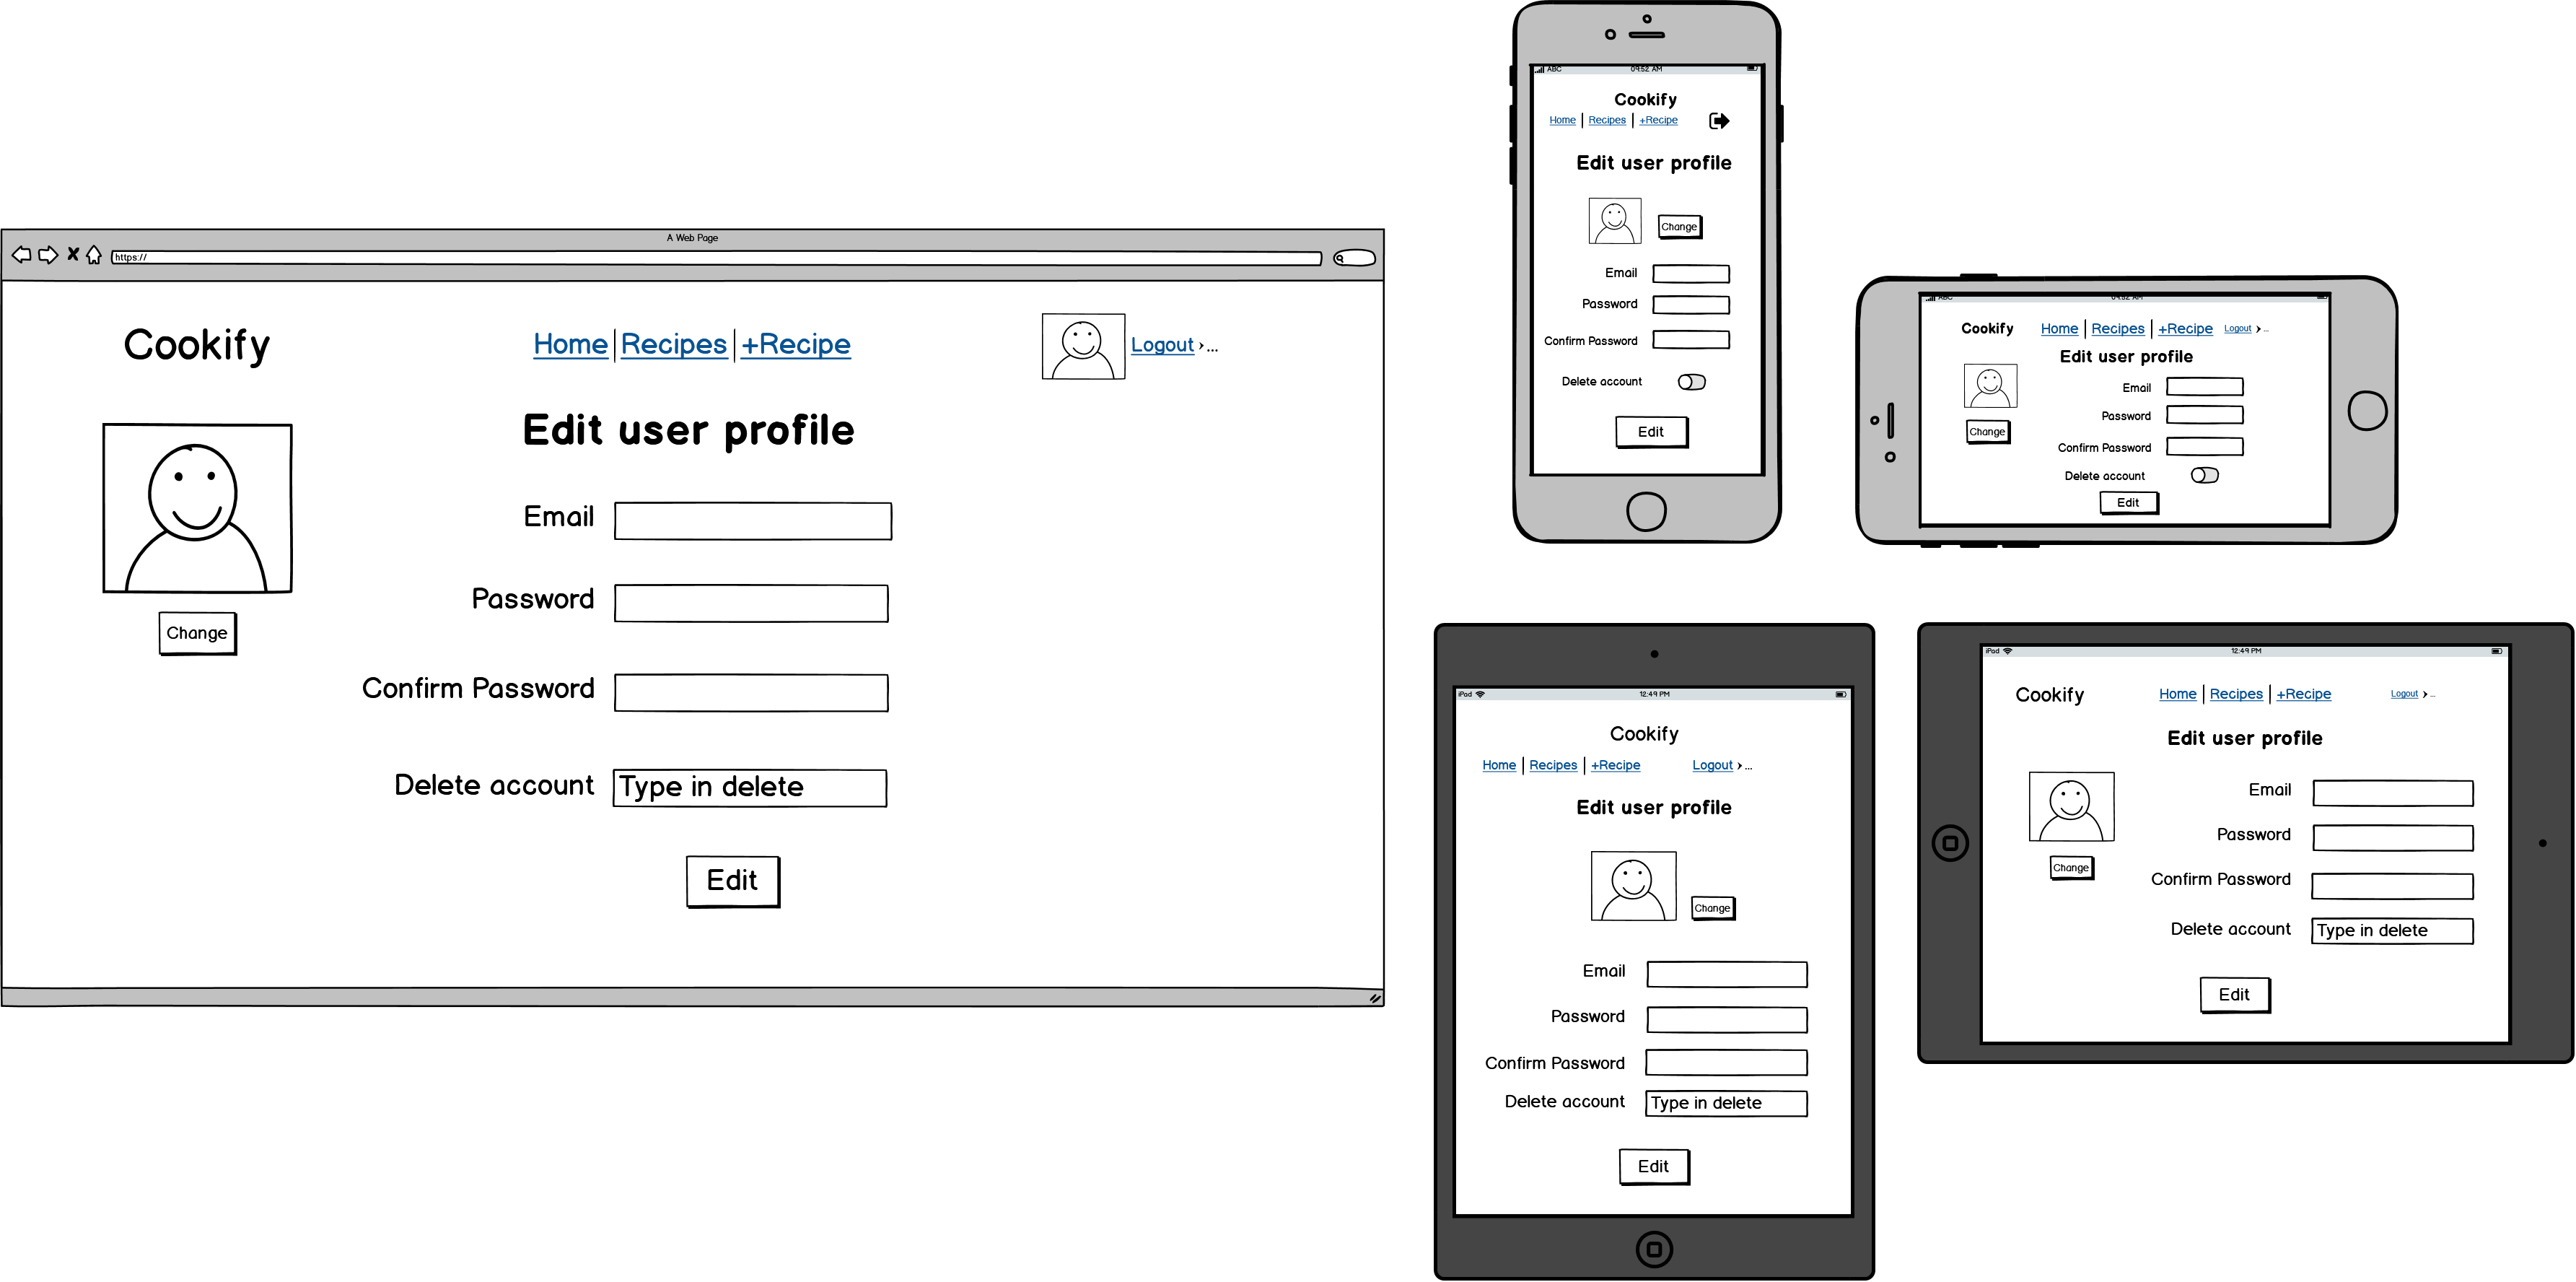 A Web Page
https://
Cookify
Home Recipes +Recipe
Logout ...
Edit user profile
Change
Email
Password
Confirm Password
Delete account Type in delete
Edit
ABC 09:52 AM
Cookify
Home Recipes +Recipe
Edit user profile
Change
Email
Password
Confirm Password
Delete account
Edit
ABC 09:52 AM
Cookify Home Recipes +Recipe Logout ...
Edit user profile
Change
Email
Password
Confirm Password
Delete account
Edit
iPad 12:49 PM
Cookify
Home Recipes +Recipe Logout ...
Edit user profile
Change
Email
Password
Confirm Password
Delete account Type in delete
Edit
iPad 12:49 PM
Cookify Home Recipes +Recipe Logout ...
Edit user profile
Change
Email
Password
Confirm Password
Delete account Type in delete
Edit